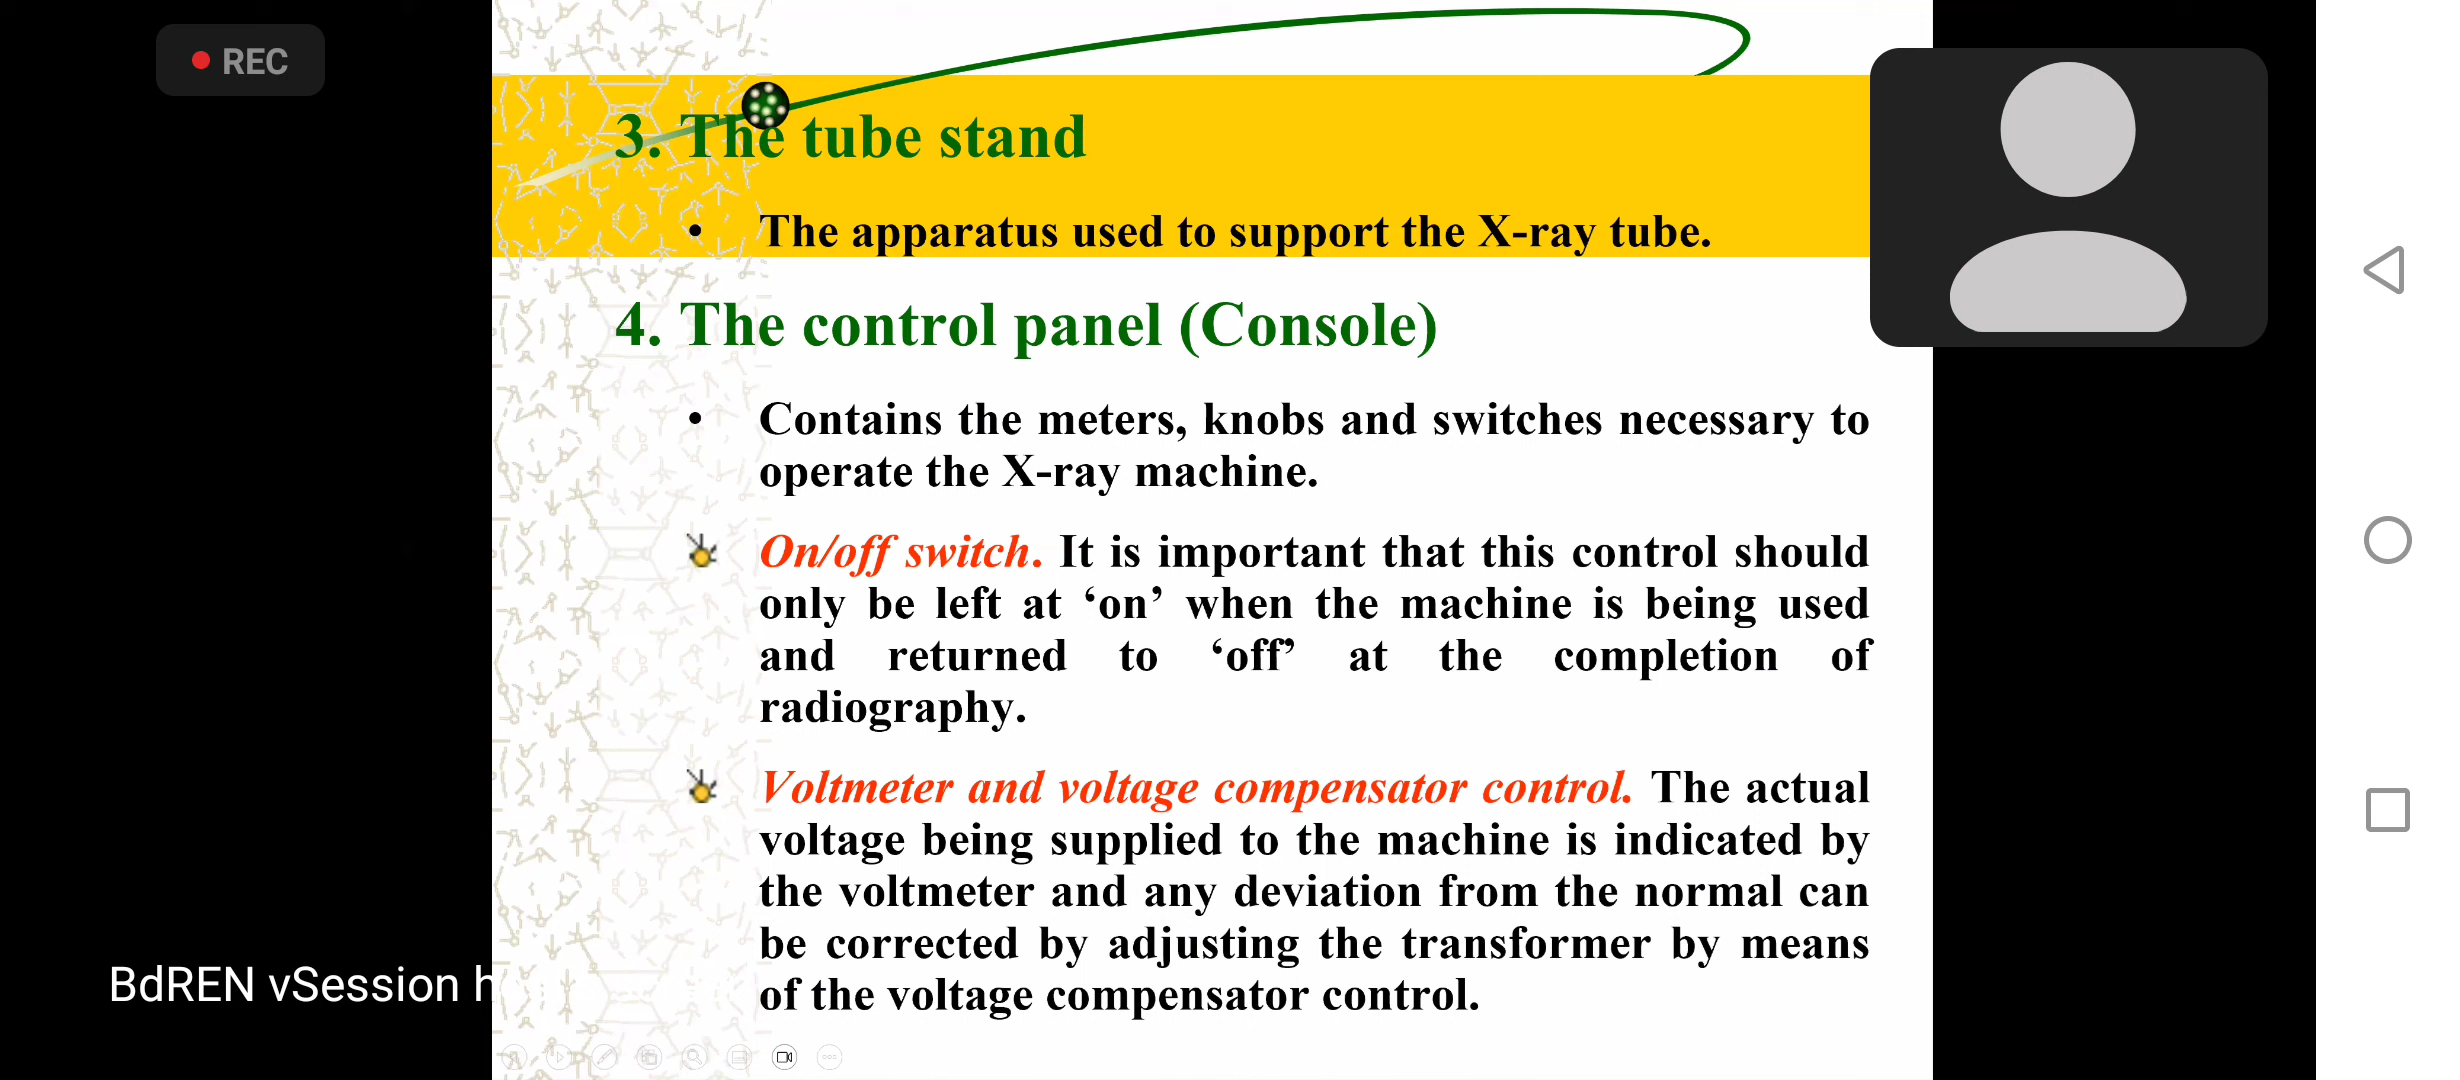 REC
3. The tube stand
• The apparatus used to support the X-ray tube.
4. The control panel (Console)
• Contains the meters, knobs and switches necessary to
operate the X-ray machine.
On/off switch. It is important that this control should
only be left at ‘on’ when the machine is being used
and returned to ‘off’ at the completion of
radiography.
Voltmeter and voltage compensator control. The actual
voltage being supplied to the machine is indicated by
the voltmeter and any deviation from the normal can
be corrected by adjusting the transformer by means
of the voltage compensator control.
BdREN vSession